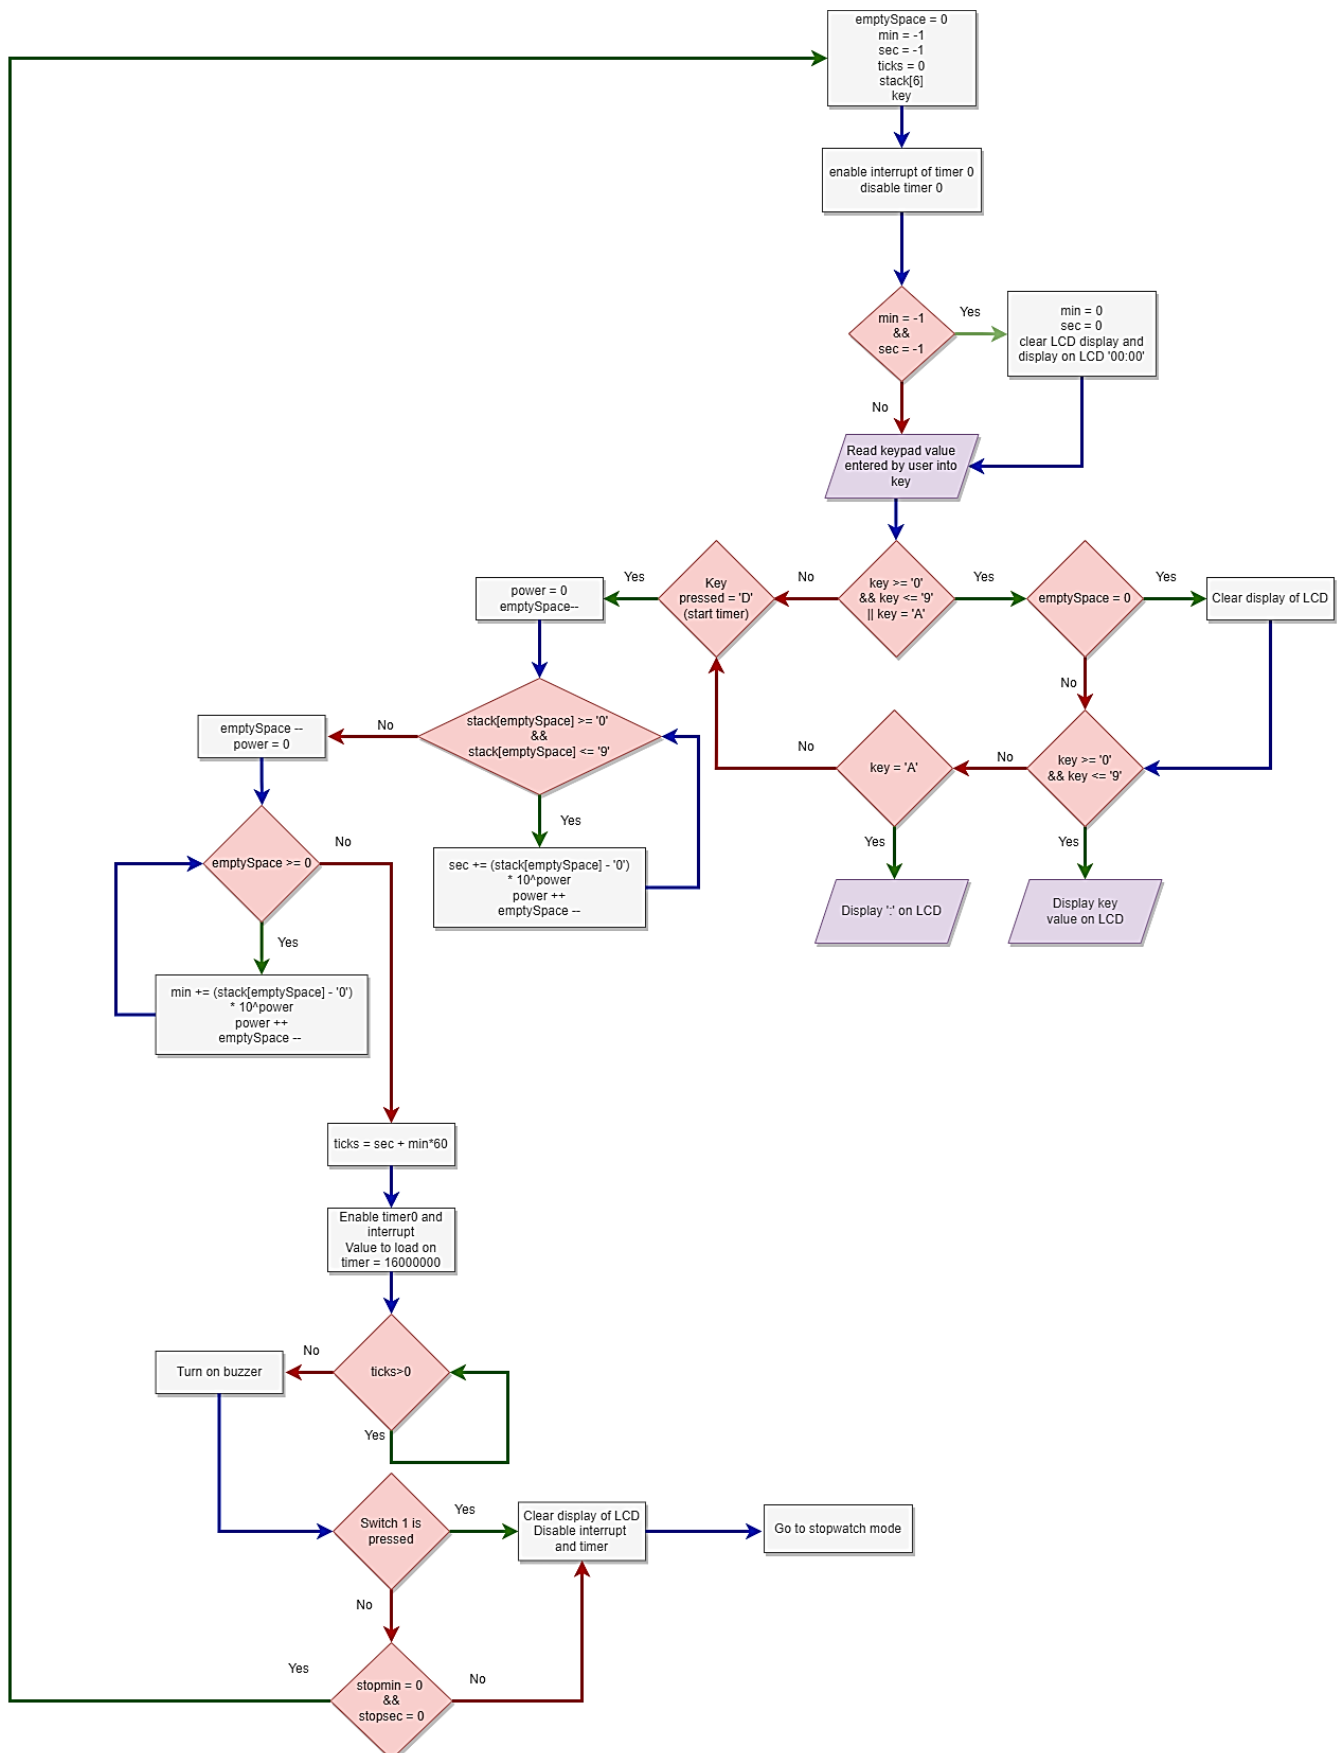 emptySpace = 0
min = -1
sec = -1
ticks = 0
stack[6]
key
enable interrupt of timer 0
disable timer 0
min = -1
&&
sec = -1
Yes
min = 0
sec = 0
clear LCD display and
display on LCD '00:00'
No
Read keypad value
entered by user into
key
key >= '0'
&& key <= '9'
|| key = 'A'
No
Yes
Key
pressed = 'D'
(start timer)
Yes
power = 0
emptySpace--
emptySpace = 0
Yes
Clear display of LCD
No
key >= '0'
&& key <= '9'
No
key = 'A'
No
Yes
Display ':' on LCD
Yes
Display key
value on LCD
stack[emptySpace] >= '0'
&&
stack[emptySpace] <= '9'
No
Yes
sec += (stack[emptySpace] - '0')
* 10^power
power ++
emptySpace --
emptySpace --
power = 0
emptySpace >= 0
No
Yes
min += (stack[emptySpace] - '0')
* 10^power
power ++
emptySpace --
ticks = sec + min*60
Enable timer0 and
interrupt
Value to load on
timer = 16000000
ticks>0
No
Yes
Turn on buzzer
Switch 1 is
pressed
Yes
Clear display of LCD
Disable interrupt
and timer
Go to stopwatch mode
No
stopmin = 0
&&
stopsec = 0
Yes
No